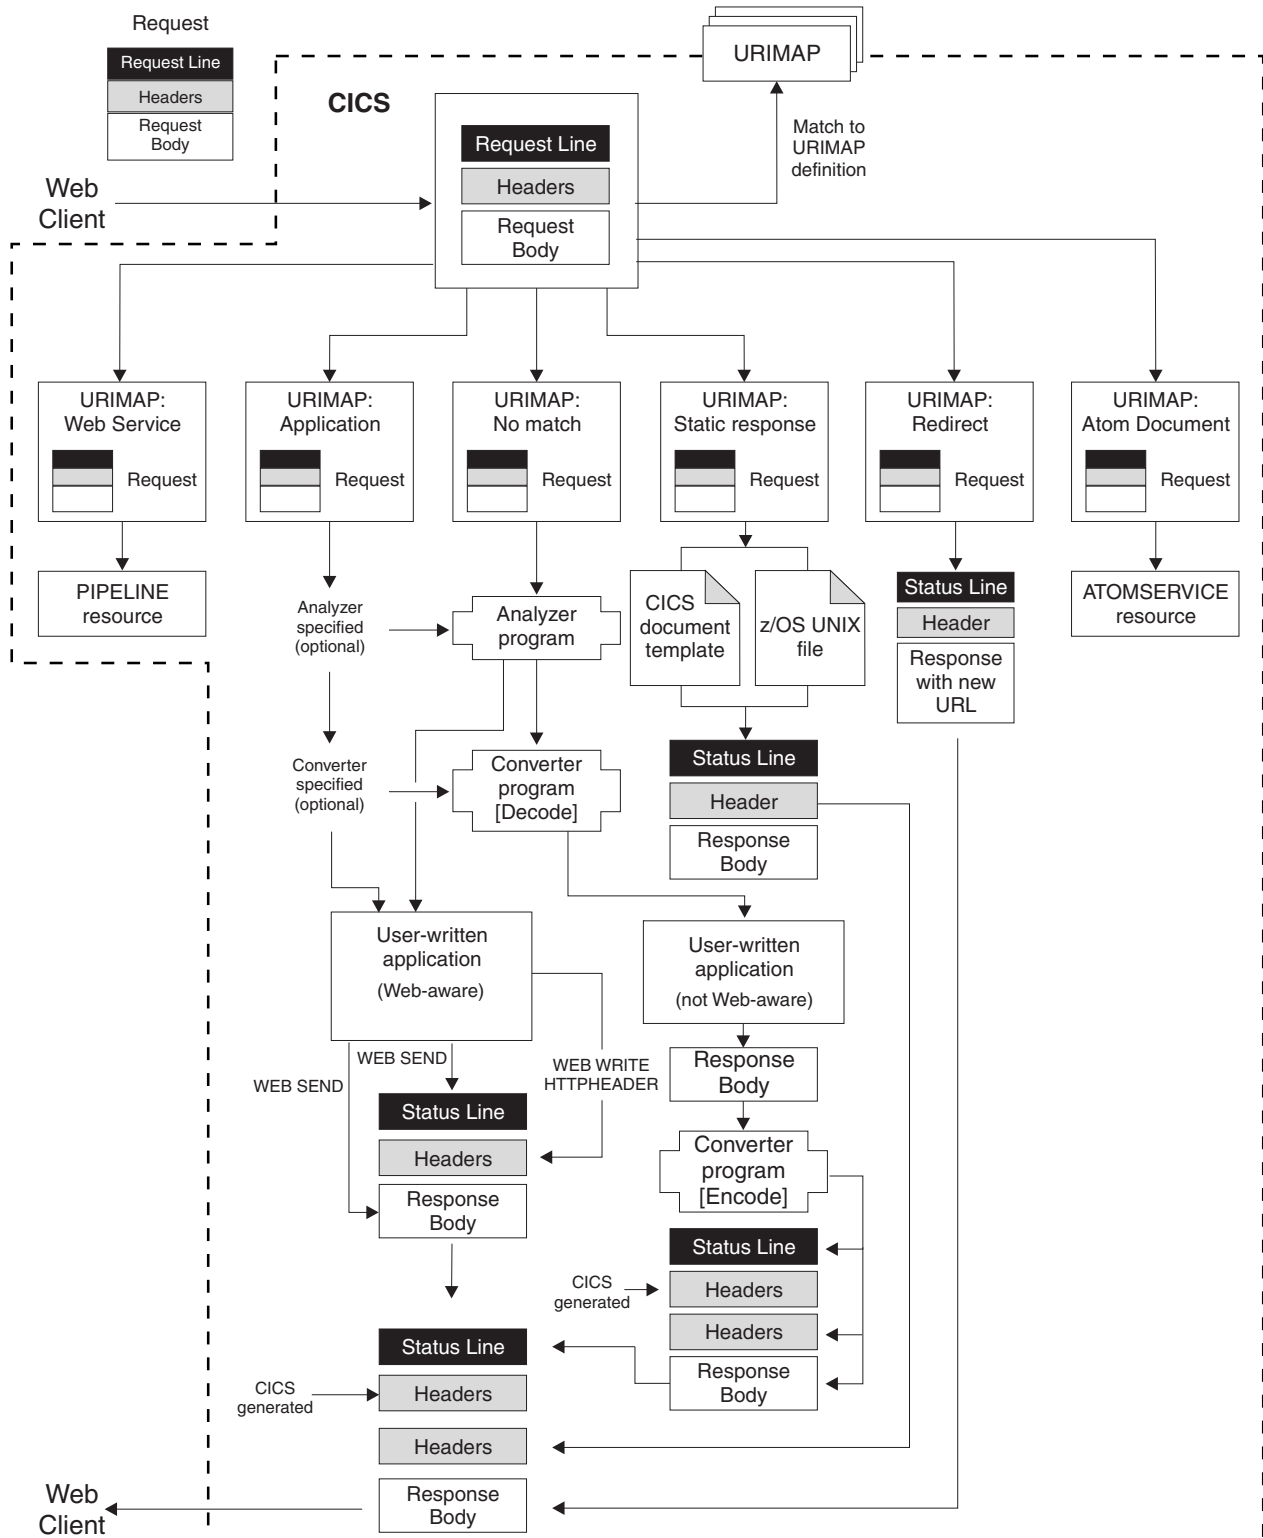 Request
Request Line
Headers
Request
Body
URIMAP
CICS
Match to
URIMAP
definition
Request Line
Headers
Request
Body
Web
Client
URIMAP:
Web Service
Request
URIMAP:
Application
Request
URIMAP:
No match
Request
URIMAP:
Static response
Request
URIMAP:
Redirect
Request
URIMAP:
Atom Document
Request
PIPELINE
resource
Analyzer
specified
(optional)
Analyzer
program
CICS
document
template
z/OS UNIX
file
Status Line
Header
Response
with new
URL
ATOMSERVICE
resource
Converter
specified
(optional)
Converter
program
[Decode]
Status Line
Header
Response
Body
User-written
application
(Web-aware)
User-written
application
(not Web-aware)
WEB SEND
WEB SEND
WEB WRITE
HTTPHEADER
Response
Body
Status Line
Headers
Response
Body
Converter
program
[Encode]
Status Line
CICS
generated
Headers
Headers
Response
Body
Status Line
CICS
generated
Headers
Headers
Response
Body
Web
Client